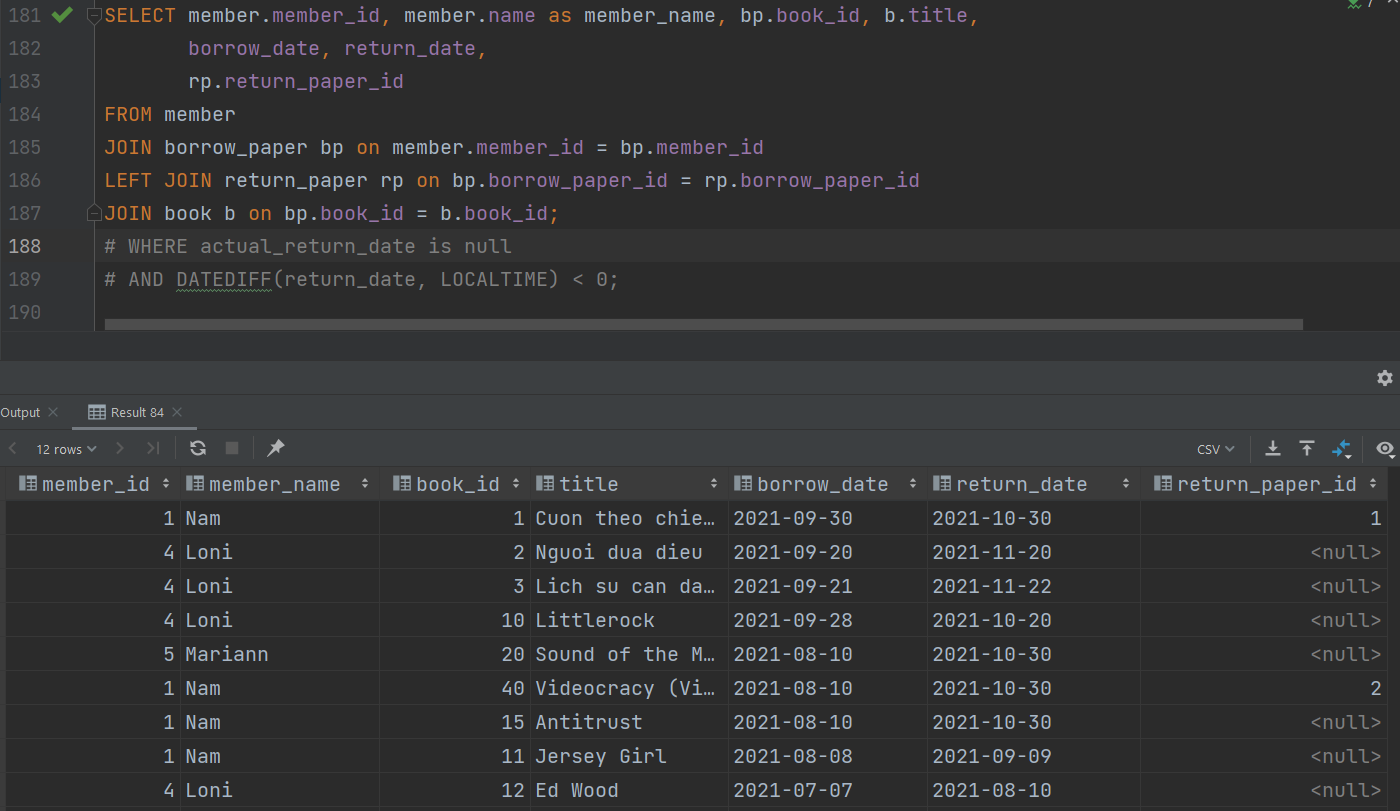 181 SELECT member.member_id, member.name as member_name, bp.book_id, b.title,
182 borrow_date, return_date,
183 rp.return_paper_id
184 FROM member
185 JOIN borrow_paper bp on member.member_id = bp.member_id
186 LEFT JOIN return_paper rp on bp.borrow_paper_id = rp.borrow_paper_id
187 JOIN book b on bp.book_id = b.book_id;
188 # WHERE actual_return_date is null
189 # AND DATEDIFF(return_date, LOCALTIME) < 0;
190
Output Result 84
12 rows CSV
member_id member_name book_id title borrow_date return_date return_paper_id
1 Nam 1 Cuon theo chie… 2021-09-30 2021-10-30 1
4 Loni 2 Nguoi dua dieu 2021-09-20 2021-11-20 <null>
4 Loni 3 Lich su can da… 2021-09-21 2021-11-22 <null>
4 Loni 10 Littlerock 2021-09-28 2021-10-20 <null>
5 Mariann 20 Sound of the M… 2021-08-10 2021-10-30 <null>
1 Nam 40 Videocracy (Vi… 2021-08-10 2021-10-30 2
1 Nam 15 Antitrust 2021-08-10 2021-10-30 <null>
1 Nam 11 Jersey Girl 2021-08-08 2021-09-09 <null>
4 Loni 12 Ed Wood 2021-07-07 2021-08-10 <null>